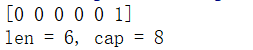 [0 0 0 0 0 1]
len = 6, cap = 8